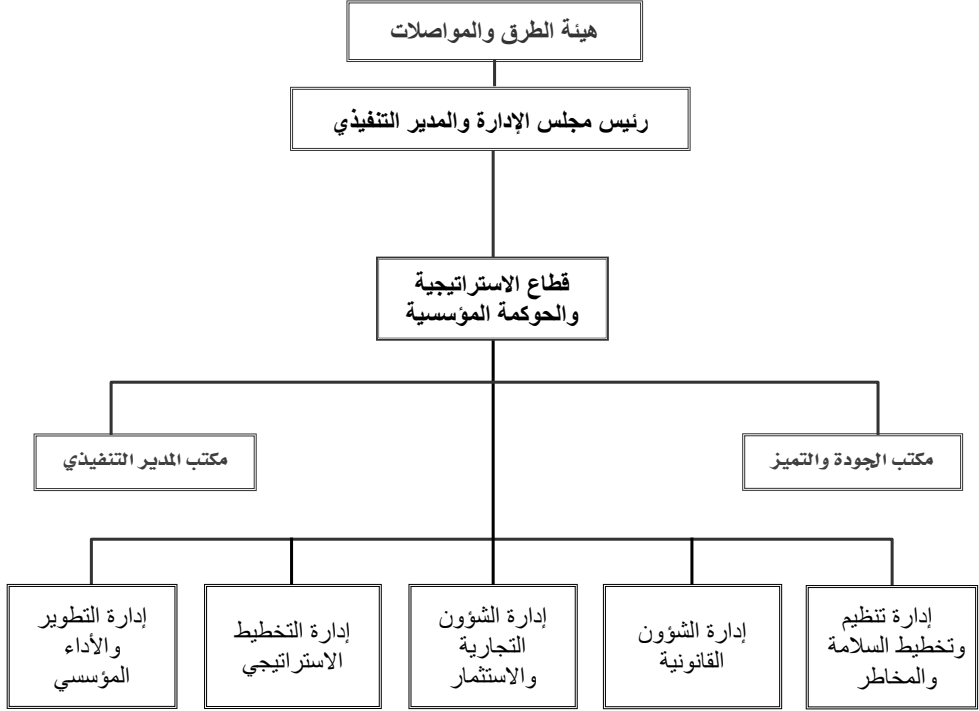 هيئة الطرق والمواصلات
رئيس مجلس الإدارة والمدير التنفيذي
قطاع الاستراتيجية
والحوكمة المؤسسية
مكتب الجودة والتميز
مكتب المدير التنفيذي
إدارة تنظيم
وتخطيط السلامة
والمخاطر
إدارة الشؤون
القانونية
إدارة الشؤون
التجارية
والاستثمار
إدارة التخطيط
الاستراتيجي
إدارة التطوير
والأداء
المؤسسي